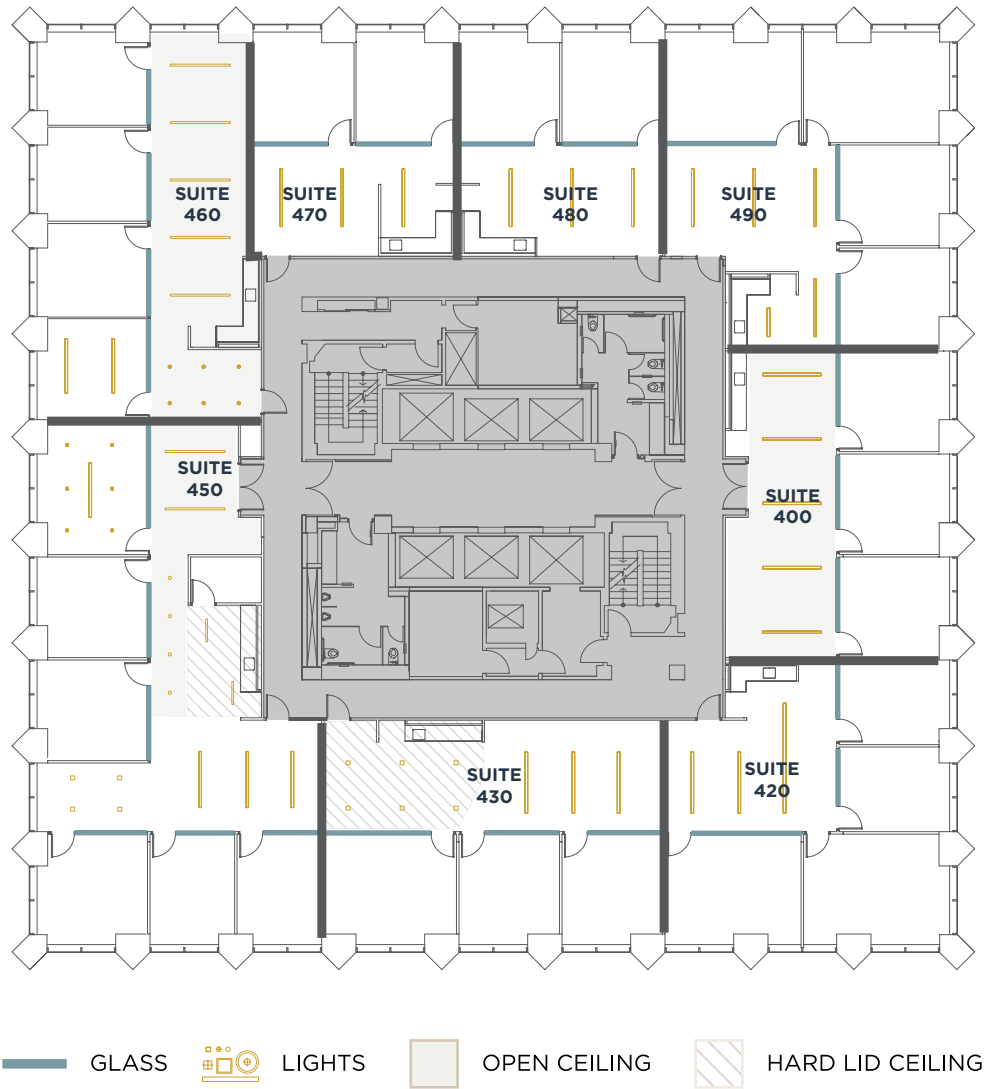 SUITE
460
SUITE
470
SUITE
480
SUITE
490
SUITE
450
SUITE
400
SUITE
430
SUITE
420
GLASS
LIGHTS
OPEN CEILING
HARD LID CEILING